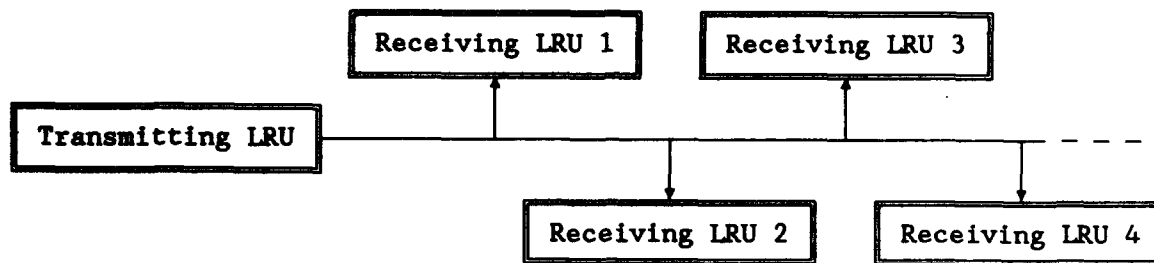 Receiving LRU 1
Receiving LRU 3
Transmitting LRU
Receiving LRU 2
Receiving LRU 4